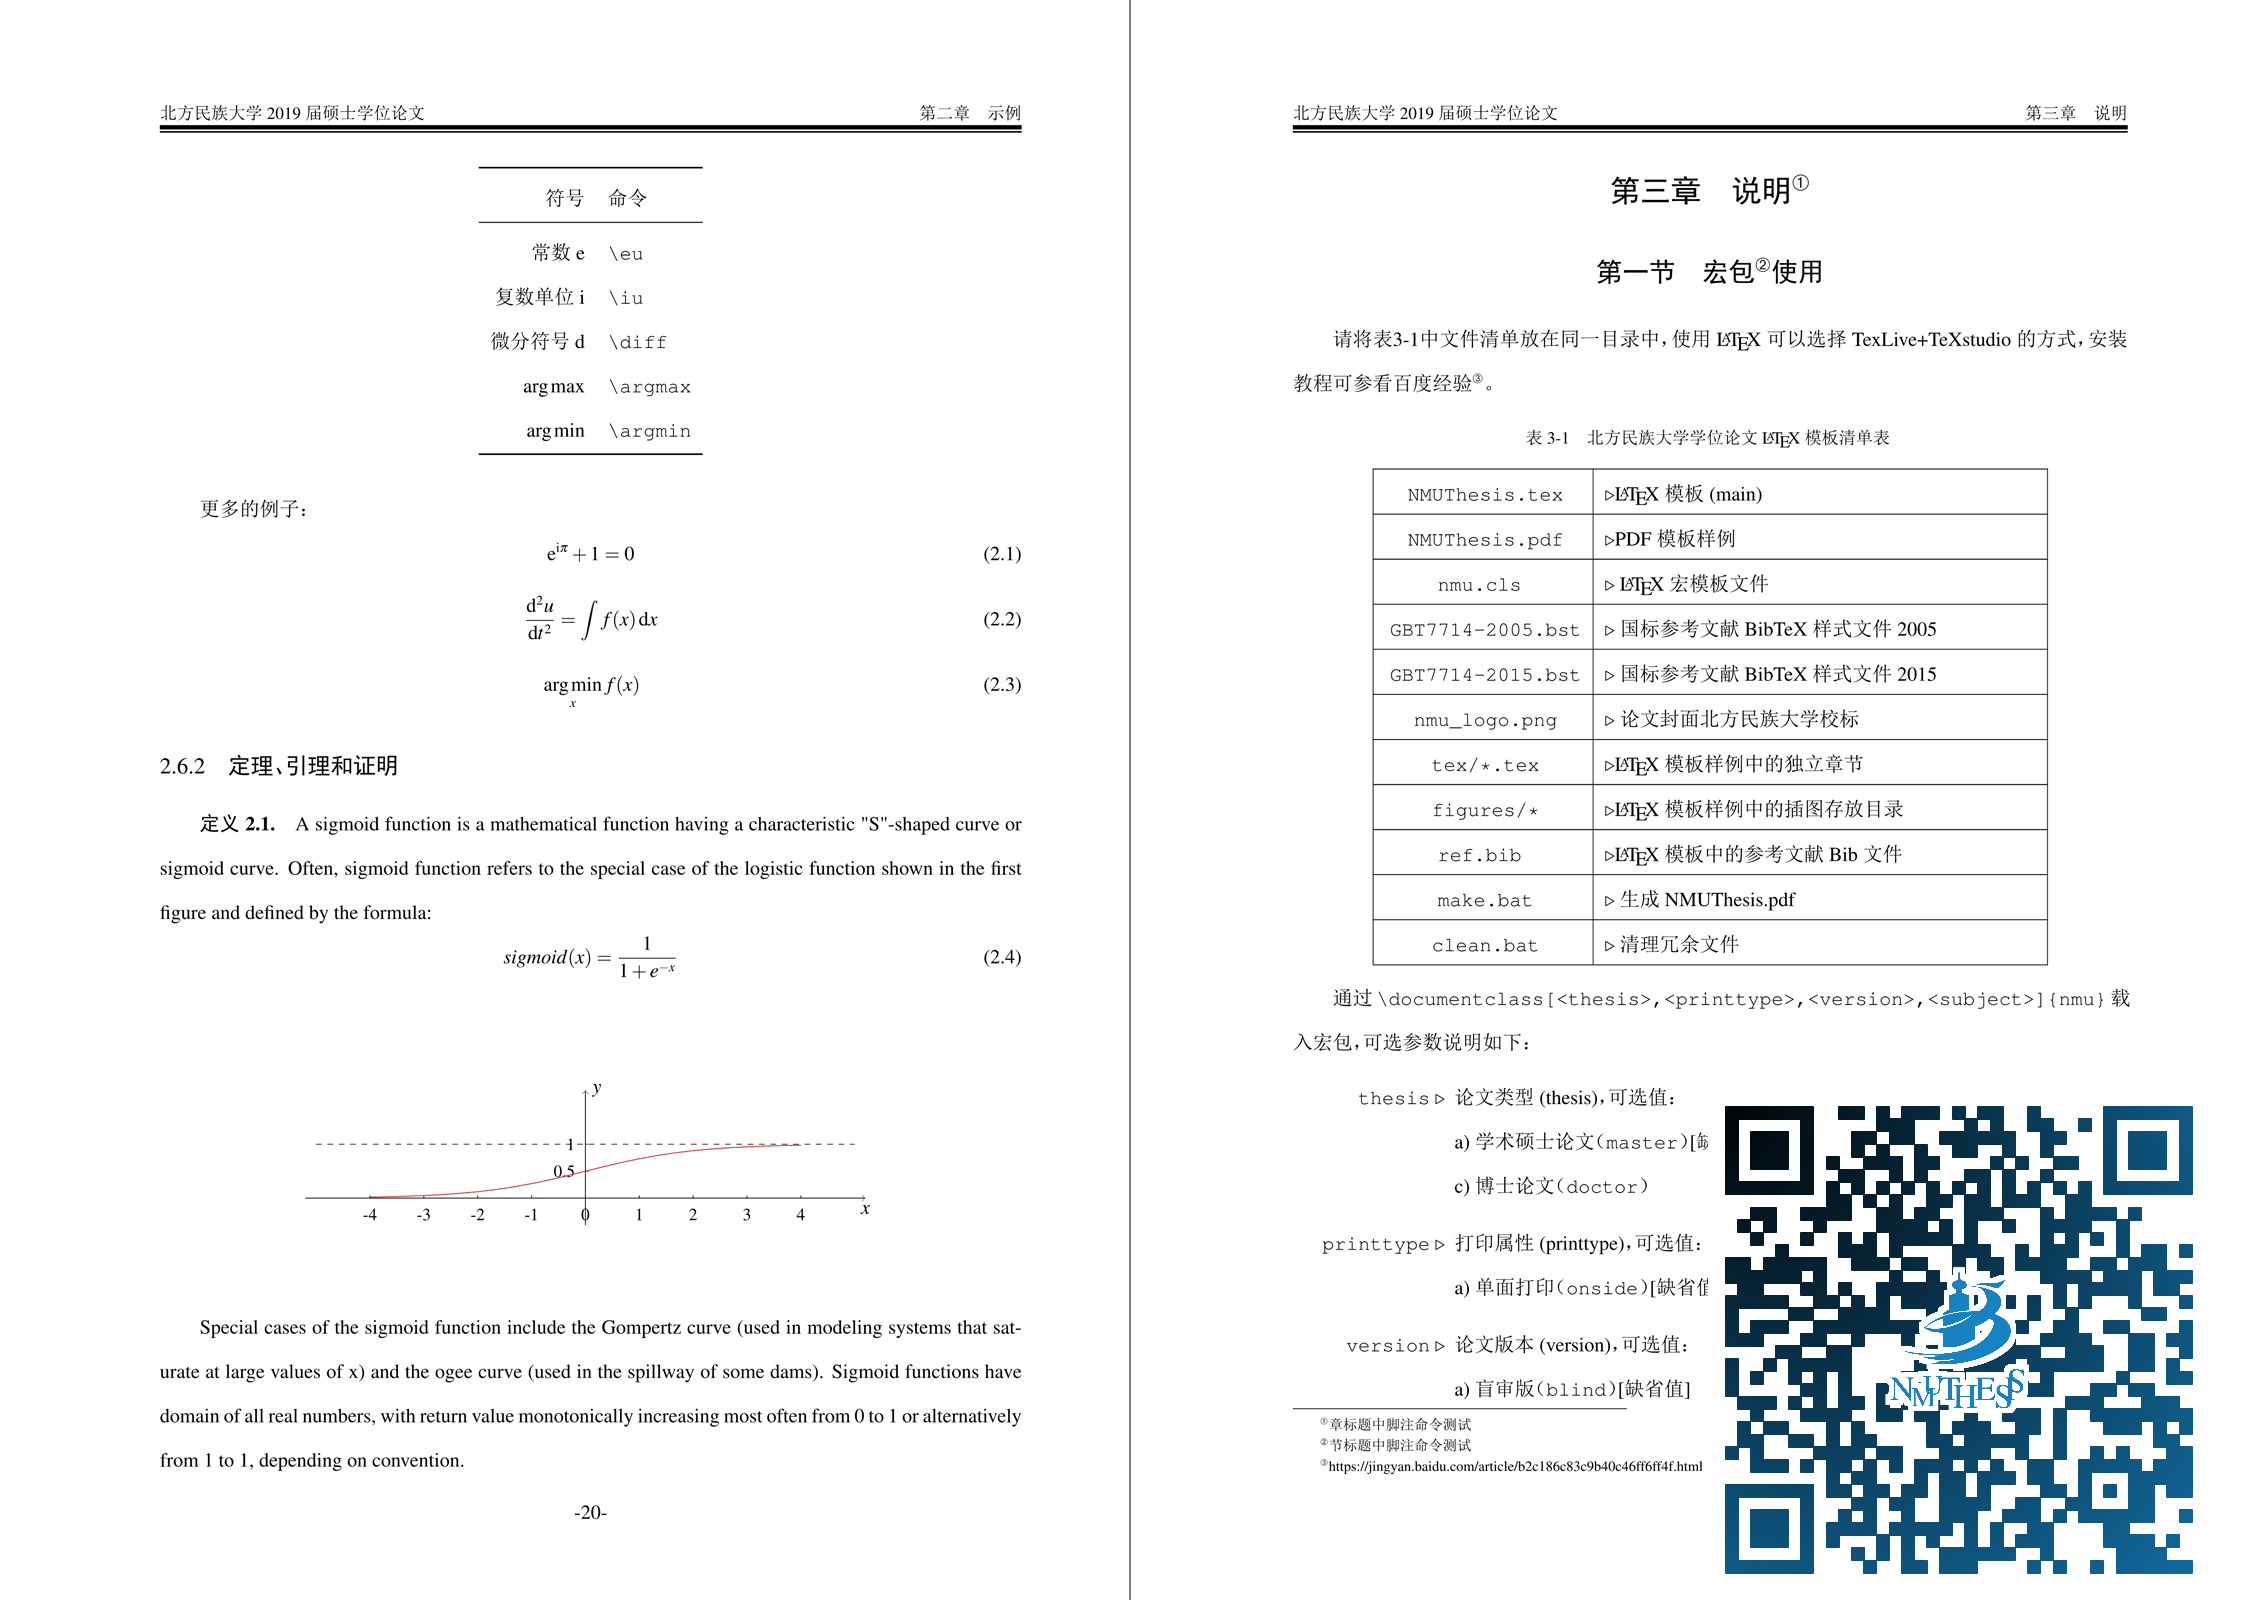 北方民族大学 2019 届硕士学位论文 第二章 示例
符号 命令
常数 e \eu
复数单位 i \iu
微分符号 d \diff
arg max \argmax
arg min \argmin
更多的例子：
e^{iπ} + 1 = 0 (2.1)
d²u/dt² = ∫ f(x) dx (2.2)
arg min_x f(x) (2.3)
2.6.2 定理、引理和证明
定义 2.1. A sigmoid function is a mathematical function having a characteristic "S"-shaped curve or
sigmoid curve. Often, sigmoid function refers to the special case of the logistic function shown in the first
figure and defined by the formula:
sigmoid(x) = 1/(1 + e^{-x}) (2.4)
y
1
0.5
-4 -3 -2 -1 0 1 2 3 4 x
Special cases of the sigmoid function include the Gompertz curve (used in modeling systems that sat-
urate at large values of x) and the ogee curve (used in the spillway of some dams). Sigmoid functions have
domain of all real numbers, with return value monotonically increasing most often from 0 to 1 or alternatively
from 1 to 1, depending on convention.
-20-
北方民族大学 2019 届硕士学位论文 第三章 说明
第三章 说明①
第一节 宏包②使用
请将表3-1中文件清单放在同一目录中，使用 LATEX 可以选择 TexLive+TeXstudio 的方式，安装
教程可参看百度经验③。
表 3-1 北方民族大学学位论文 LATEX 模板清单表
NMUThesis.tex ▷LATEX 模板 (main)
NMUThesis.pdf ▷PDF 模板样例
nmu.cls ▷ LATEX 宏模板文件
GBT7714-2005.bst ▷ 国标参考文献 BibTeX 样式文件 2005
GBT7714-2015.bst ▷ 国标参考文献 BibTeX 样式文件 2015
nmu_logo.png ▷ 论文封面北方民族大学校标
tex/*.tex ▷LATEX 模板样例中的独立章节
figures/* ▷LATEX 模板样例中的插图存放目录
ref.bib ▷LATEX 模板中的参考文献 Bib 文件
make.bat ▷ 生成 NMUThesis.pdf
clean.bat ▷ 清理冗余文件
通过 \documentclass[<thesis>,<printtype>,<version>,<subject>]{nmu} 载
入宏包，可选参数说明如下：
thesis ▷ 论文类型 (thesis)，可选值：
a) 学术硕士论文(master)[缺
c) 博士论文(doctor)
printtype ▷ 打印属性 (printtype)，可选值：
a) 单面打印(onside)[缺省值
version ▷ 论文版本 (version)，可选值：
a) 盲审版(blind)[缺省值]
①章标题中脚注命令测试
②节标题中脚注命令测试
③https://jingyan.baidu.com/article/b2c186c83c9b40c46ff6ff4f.html
NMUTHESIS